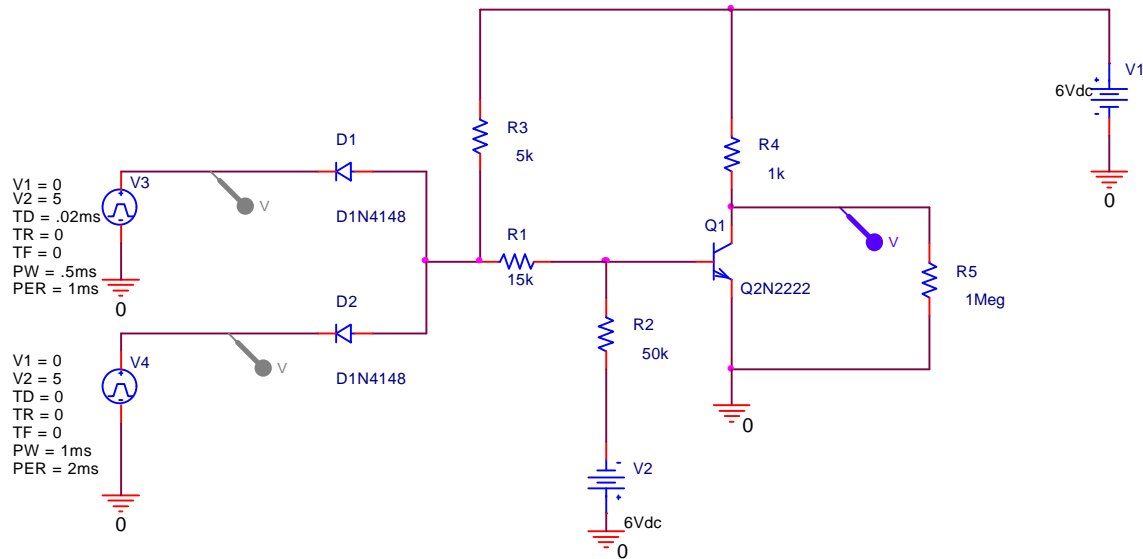 V1
6Vdc
0
R3
5k
R4
1k
D1
D1N4148
V3
V1 = 0
V2 = 5
TD = .02ms
TR = 0
TF = 0
PW = .5ms
PER = 1ms
0
V
R1
15k
Q1
Q2N2222
V
R5
1Meg
D2
D1N4148
V4
V1 = 0
V2 = 5
TD = 0
TR = 0
TF = 0
PW = 1ms
PER = 2ms
0
V
R2
50k
0
V2
6Vdc
0